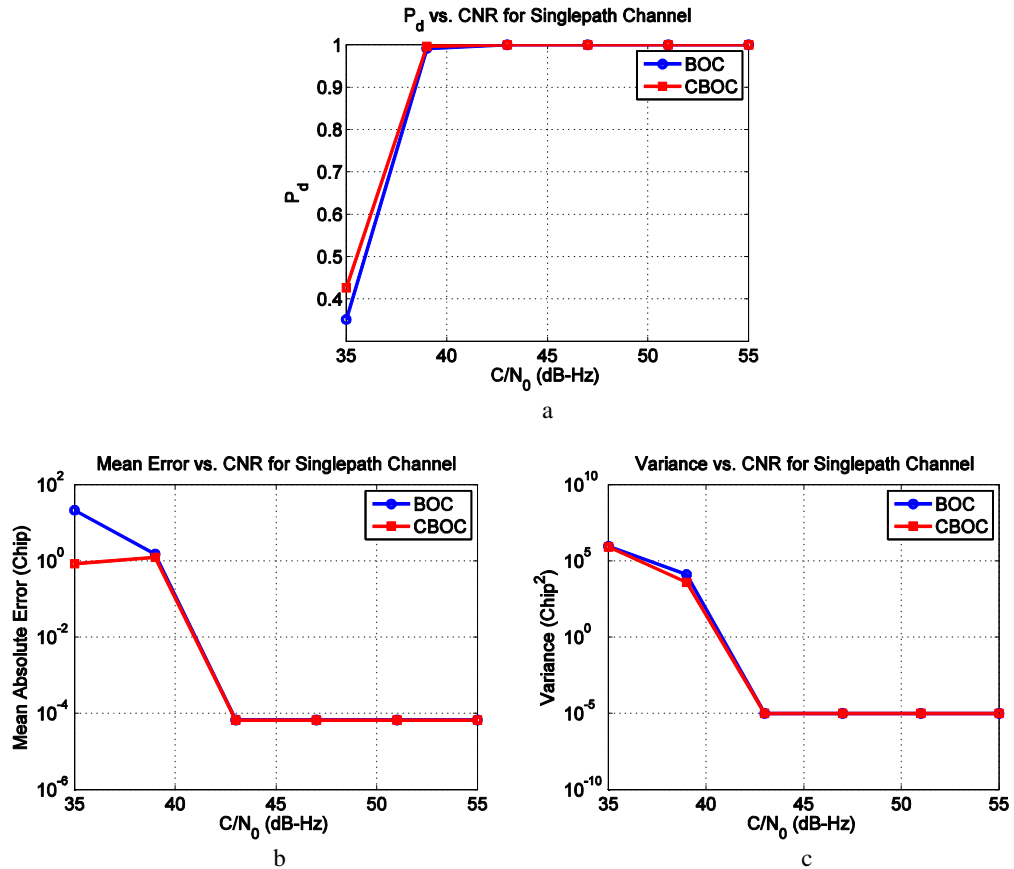 P_d vs. CNR for Singlepath Channel
1
0.9
0.8
0.7
0.6
0.5
0.4
P_d
BOC
CBOC
35
40
45
50
55
C/N_0 (dB-Hz)
a
Mean Error vs. CNR for Singlepath Channel
10^2
10^0
10^-2
10^-4
10^-6
Mean Absolute Error (Chip)
BOC
CBOC
35
40
45
50
55
C/N_0 (dB-Hz)
b
Variance vs. CNR for Singlepath Channel
10^10
10^5
10^0
10^-5
10^-10
Variance (Chip^2)
BOC
CBOC
35
40
45
50
55
C/N_0 (dB-Hz)
c